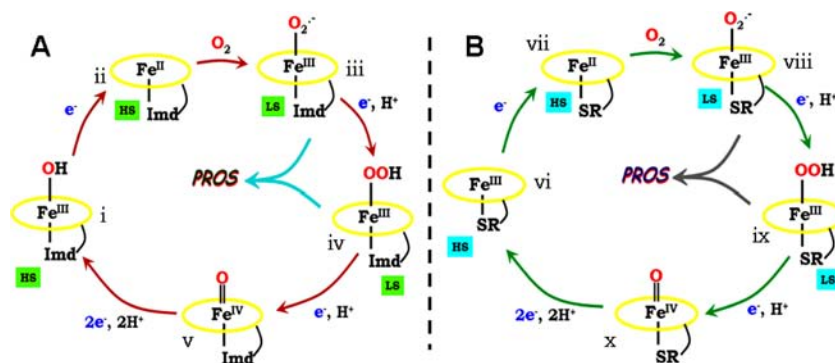 A
O₂·⁻
Feᴵᴵᴵ
Imd
iii
LS
O₂
Feᴵᴵ
Imd
ii
HS
e⁻
e⁻, H⁺
OH
Feᴵᴵᴵ
Imd
i
HS
PROS
OOH
Feᴵᴵᴵ
Imd
iv
LS
O
Feᴵⱽ
Imd
v
2e⁻, 2H⁺
e⁻, H⁺
B
O₂·⁻
Feᴵᴵᴵ
SR
viii
LS
O₂
Feᴵᴵ
SR
vii
HS
e⁻
e⁻, H⁺
Feᴵᴵᴵ
SR
vi
HS
PROS
OOH
Feᴵᴵᴵ
SR
ix
LS
O
Feᴵⱽ
SR
x
2e⁻, 2H⁺
e⁻, H⁺